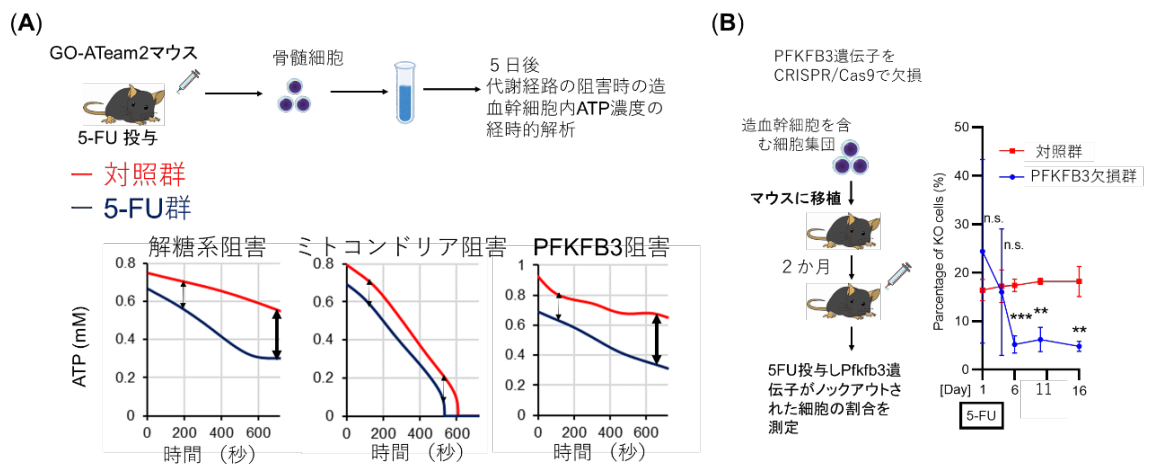 (A)
GO-ATeam2マウス
5-FU 投与
骨髄細胞
５日後
代謝経路の阻害時の造
血幹細胞内ATP濃度の
経時的解析
対照群
5-FU群
解糖系阻害
ミトコンドリア阻害
PFKFB3阻害
ATP (mM)
0.8
0.6
0.4
0.2
0
0 200 400 600
時間 （秒）
0.8
0.6
0.4
0.2
0
0 200 400 600
時間 （秒）
1
0.8
0.6
0.4
0.2
0
0 200 400 600
時間 （秒）
(B)
PFKFB3遺伝子を
CRISPR/Cas9で欠損
造血幹細胞を含
む細胞集団
マウスに移植
２か月
5FU投与しPfkfb3遺
伝子がノックアウトさ
れた細胞の割合を
測定
Parcentage of KO cells (%)
50
40
30
20
10
0
対照群
PFKFB3欠損群
n.s.
n.s.
***
**
**
[Day] 1 6 11 16
5-FU